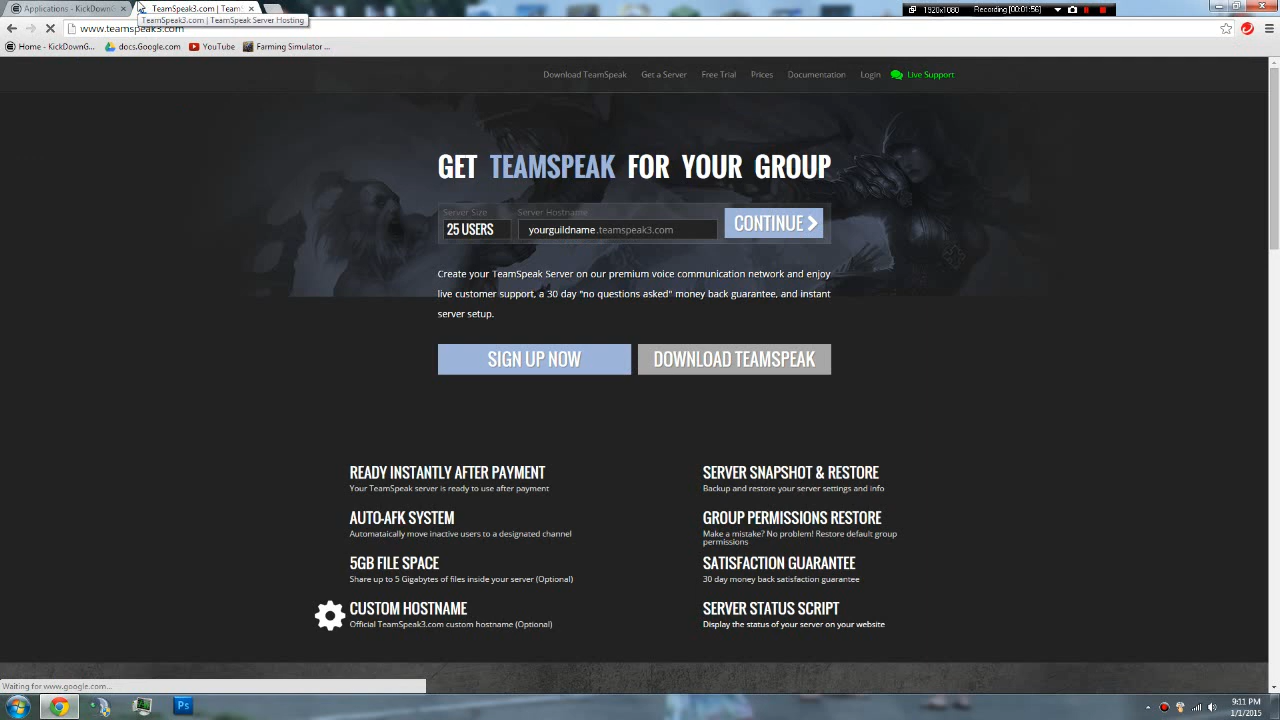 Applications - KickDownG...
TeamSpeak3.com | TeamS
1920x1080
Recording [00:01:56]
TeamSpeak3.com | TeamSpeak Server Hosting
www.teamspeak3.com
Home - KickDownG...
docs.Google.com
YouTube
Farming Simulator ...
Download TeamSpeak
Get a Server
Free Trial
Prices
Documentation
Login
Live Support
GET TEAMSPEAK FOR YOUR GROUP
Server Size
Server Hostname
25 USERS
yourguildname.teamspeak3.com
CONTINUE
Create your TeamSpeak Server on our premium voice communication network and enjoy
live customer support, a 30 day "no questions asked" money back guarantee, and instant
server setup.
SIGN UP NOW
DOWNLOAD TEAMSPEAK
READY INSTANTLY AFTER PAYMENT
Your TeamSpeak server is ready to use after payment
SERVER SNAPSHOT & RESTORE
Backup and restore your server settings and info
AUTO-AFK SYSTEM
Automataically move inactive users to a designated channel
GROUP PERMISSIONS RESTORE
Make a mistake? No problem! Restore default group
permissions
5GB FILE SPACE
Share up to 5 Gigabytes of files inside your server (Optional)
SATISFACTION GUARANTEE
30 day money back satisfaction guarantee
CUSTOM HOSTNAME
Official TeamSpeak3.com custom hostname (Optional)
SERVER STATUS SCRIPT
Display the status of your server on your website
Waiting for www.google.com...
Ps
9:11 PM
1/1/2015